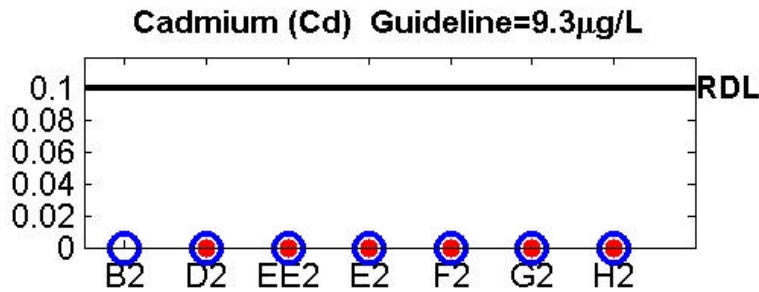 Cadmium (Cd)  Guideline=9.3μg/L
0.1
RDL
0.08
0.06
0.04
0.02
0
B2 D2 EE2 E2 F2 G2 H2